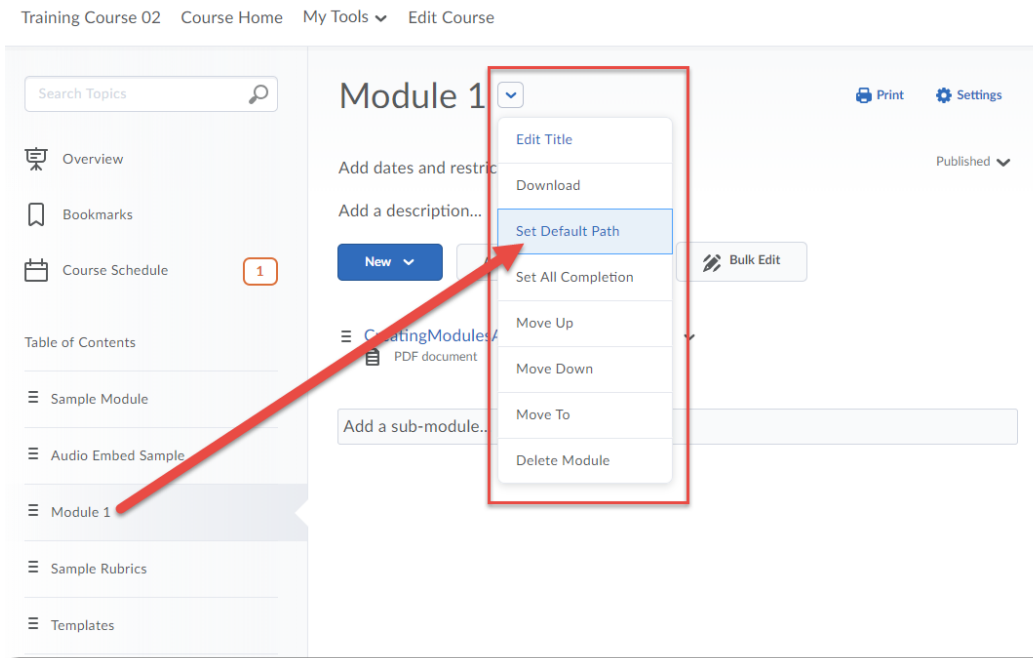 Training Course 02 Course Home My Tools Edit Course
Search Topics
Overview
Bookmarks
Course Schedule 1
Table of Contents
Sample Module
Audio Embed Sample
Module 1
Sample Rubrics
Templates
Module 1
Print Settings
Add dates and
Published
Add a description...
New
Bulk Edit
PDF document
Add a sub-module..
Edit Title
Download
Set Default Path
Set All Completion
Move Up
Move Down
Move To
Delete Module